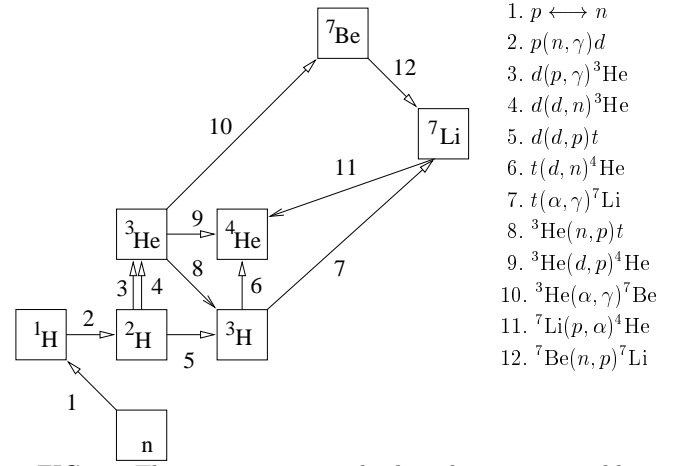 ⁷Be
12
10
⁷Li
11
³He
9
⁴He
8
7
3
4
6
¹H
2
²H
³H
5
1
n
1. p ⟷ n
2. p(n, γ)d
3. d(p, γ)³He
4. d(d, n)³He
5. d(d, p)t
6. t(d, n)⁴He
7. t(α, γ)⁷Li
8. ³He(n, p)t
9. ³He(d, p)⁴He
10. ³He(α, γ)⁷Be
11. ⁷Li(p, α)⁴He
12. ⁷Be(n, p)⁷Li